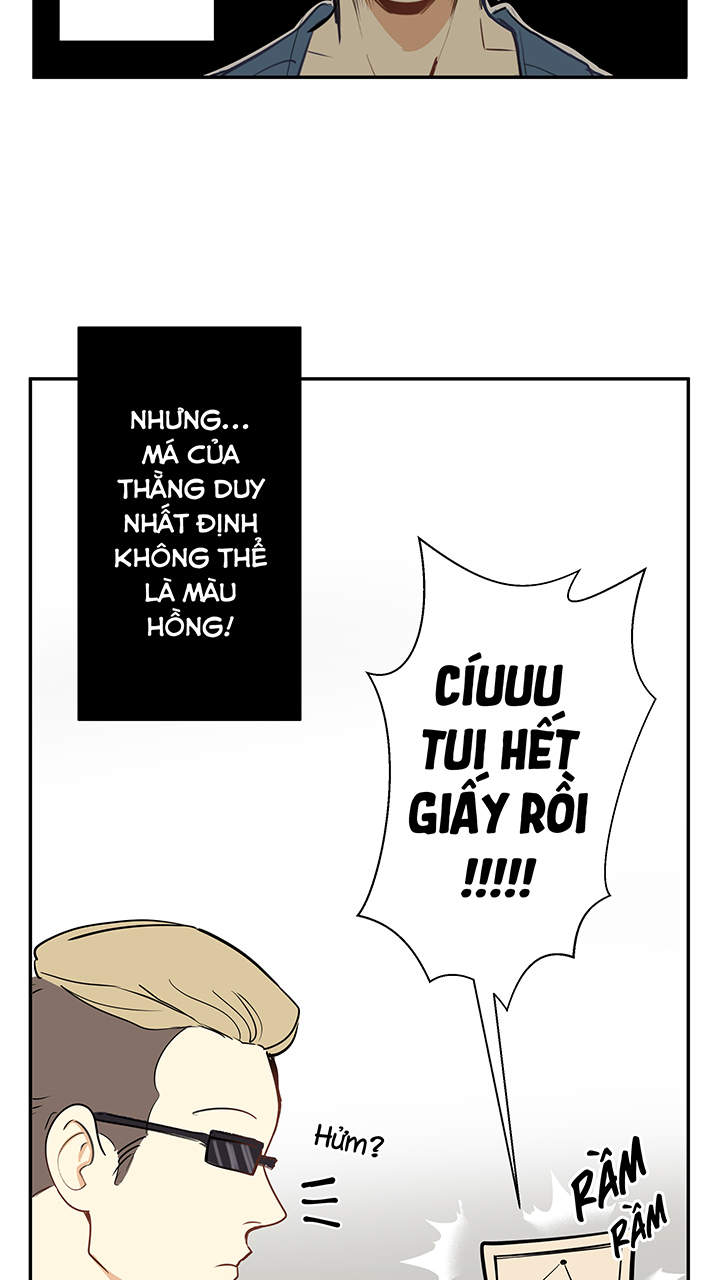 NHƯNG...
MÁ CỦA
THẰNG DUY
NHẤT ĐỊNH
KHÔNG THỂ
LÀ MÀU
HỒNG!
CÍUUU
TUI HẾT
GIẤY RỒI
!!!!!
Hửm?
RẦM
RẦM